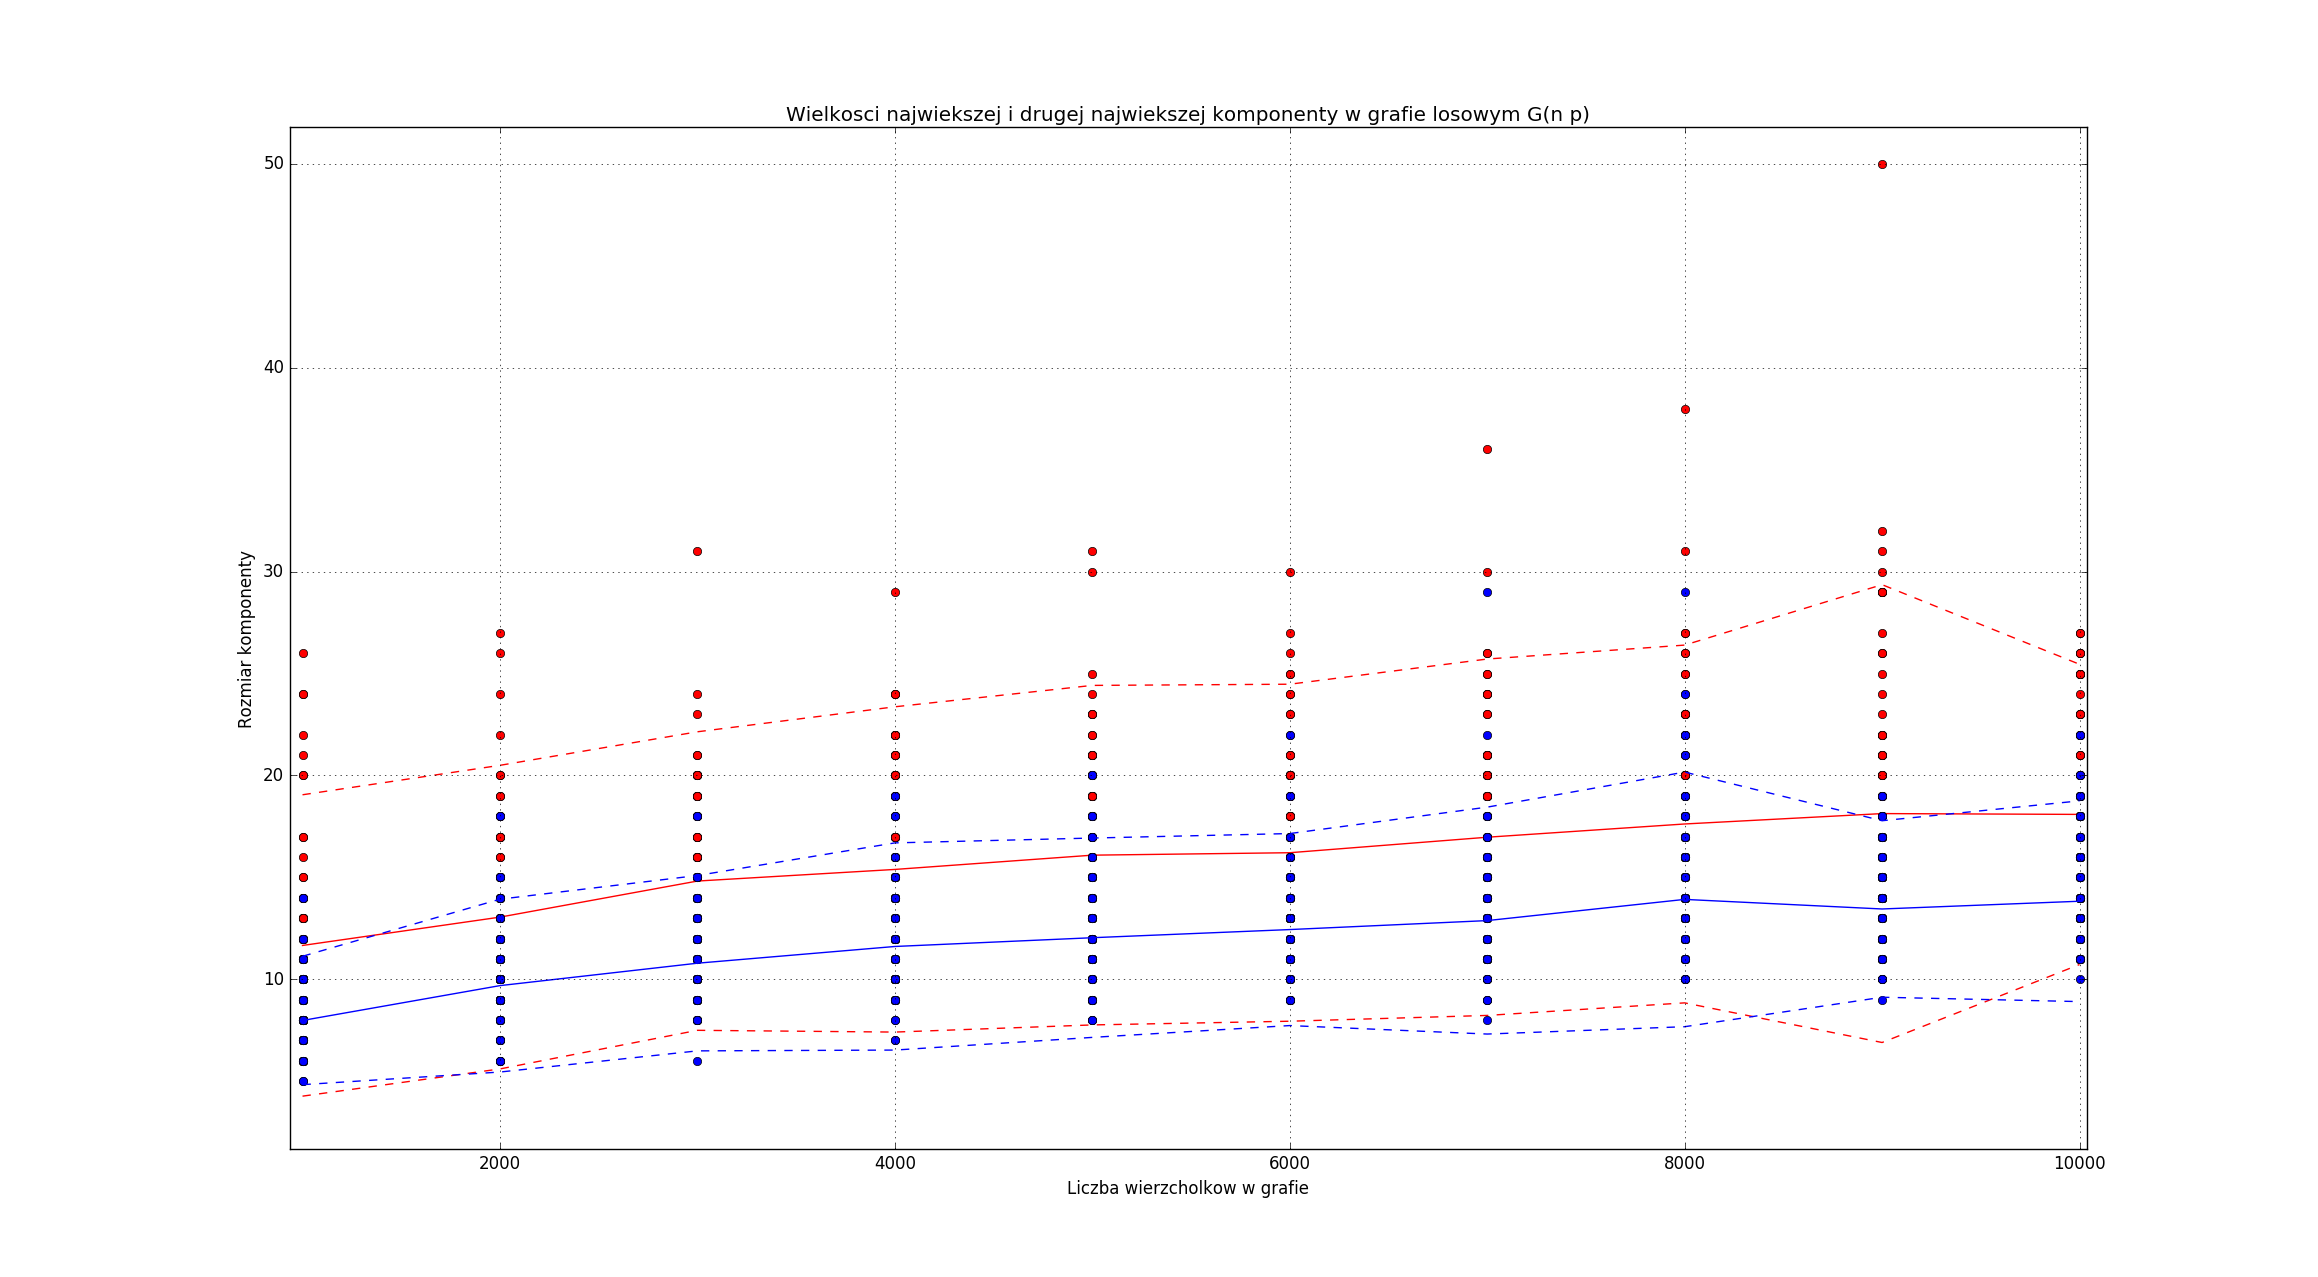 Wielkosci najwiekszej i drugej najwiekszej komponenty w grafie losowym G(n p)
50
40
30
20
10
Rozmiar komponenty
2000 4000 6000 8000 10000
Liczba wierzcholkow w grafie